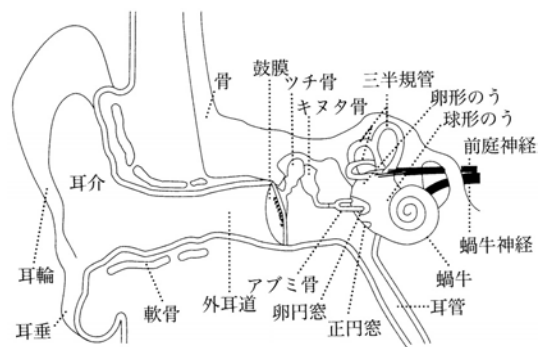 鼓膜
ツチ骨
三半規管
骨
キヌタ骨
卵形のう
球形のう
前庭神経
耳介
蝸牛神経
耳輪
アブミ骨
蝸牛
軟骨
外耳道
卵円窓
耳管
耳垂
正円窓